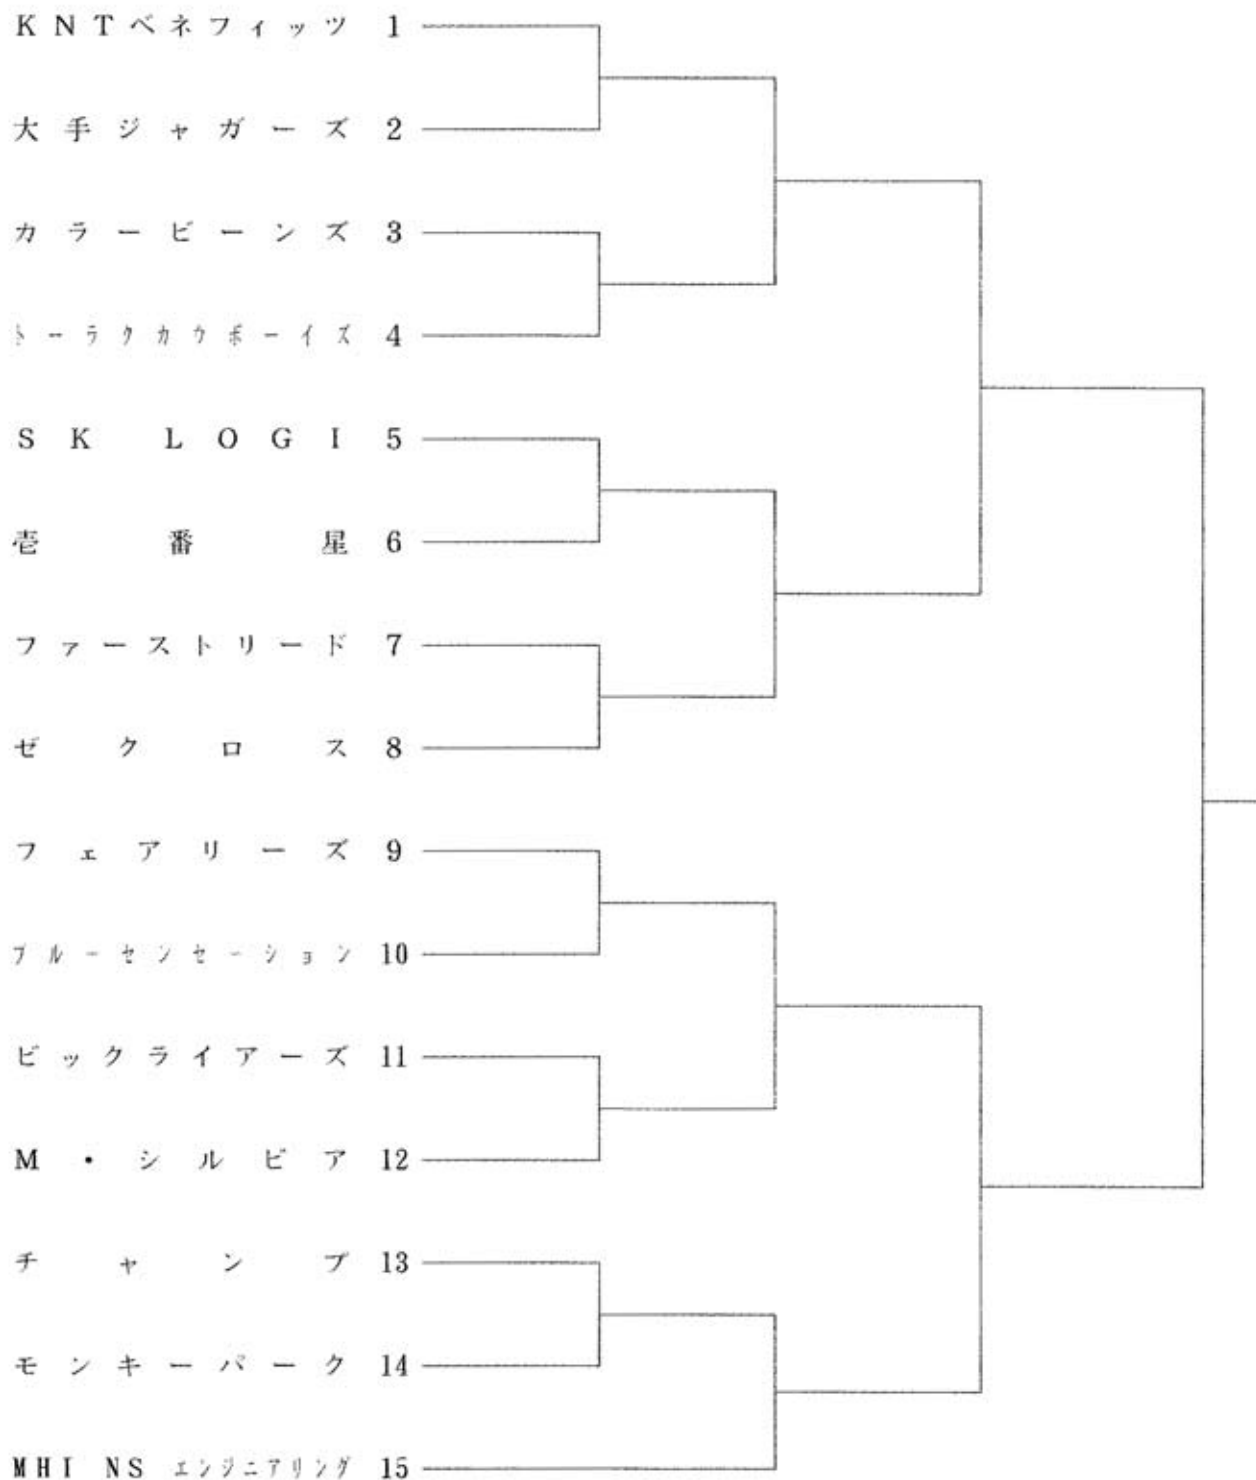 KNTベネフィッツ 1
大手ジャガーズ 2
カラービーンズ 3
トーラクカウボーイズ 4
SK LOGI 5
壱番星 6
ファーストリード 7
ゼクロス 8
フェアリーズ 9
ブルーセンセーション 10
ビックライアーズ 11
M・シルビア 12
チャンプ 13
モンキーパーク 14
MHI NS エンジニアリング 15